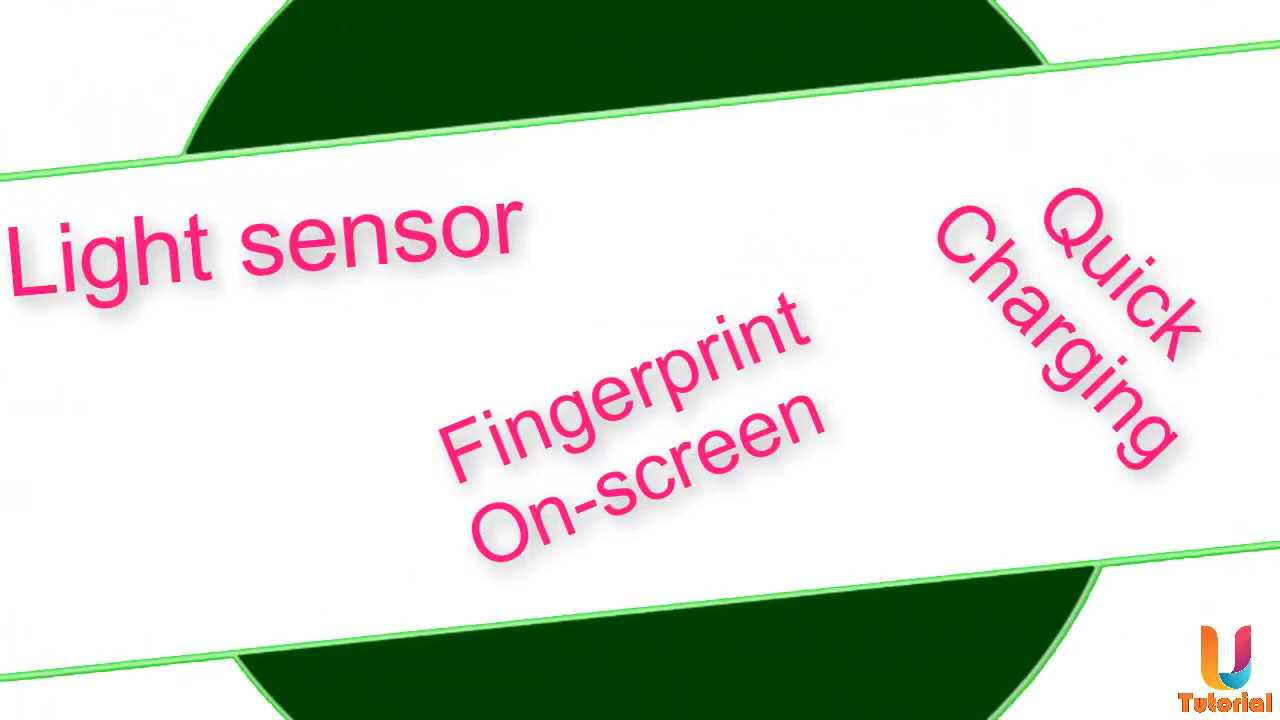 Light sensor
Fingerprint
On-screen
Quick
Charging
U
Tutorial